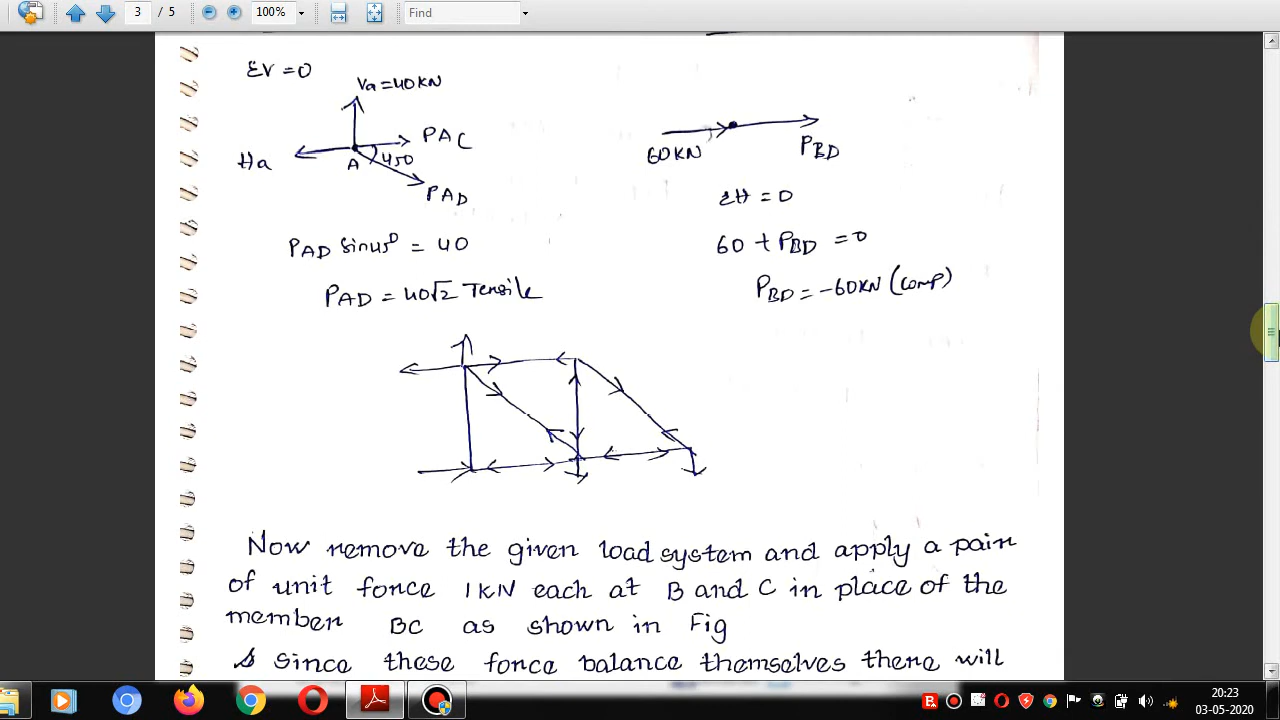 3 / 5
100%
Find
ΣV = 0
Va = 40KN
PAC
Ha
A
450
PAD
PAD Sin45⁰ = 40
PAD = 40√2 Tensile
60KN
PBD
ΣH = 0
60 + PBD = 0
PBD = -60KN (comp)
Now remove the given load system and apply a pain
of unit force 1KN each at B and C in place of the
member BC as shown in Fig
since these force balance themselves there will
20:23
03-05-2020